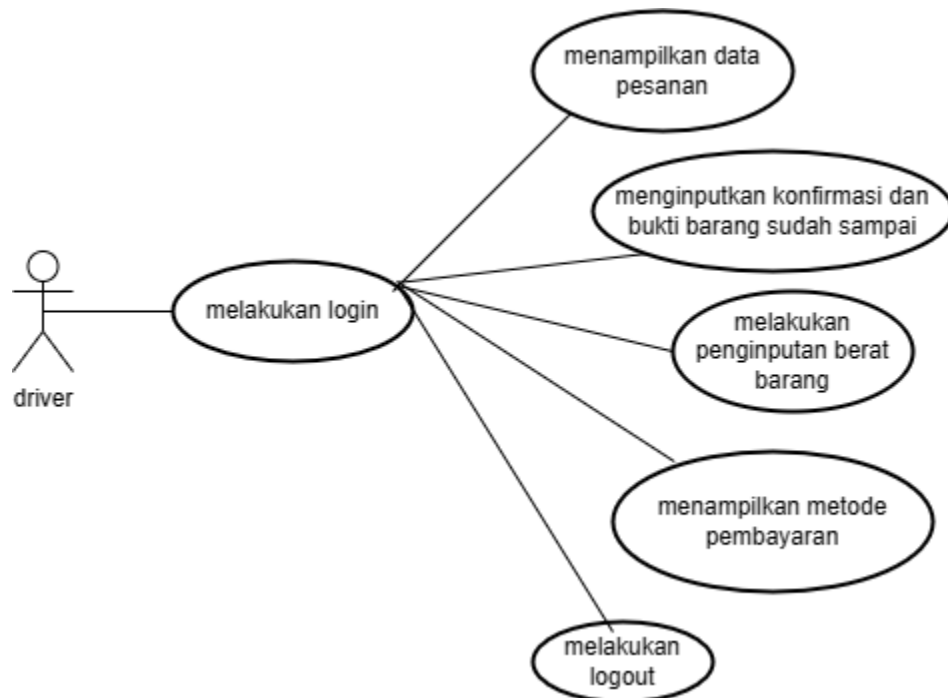 menampilkan data
pesanan
menginputkan konfirmasi dan
bukti barang sudah sampai
melakukan login
melakukan
penginputan berat
barang
driver
menampilkan metode
pembayaran
melakukan
logout